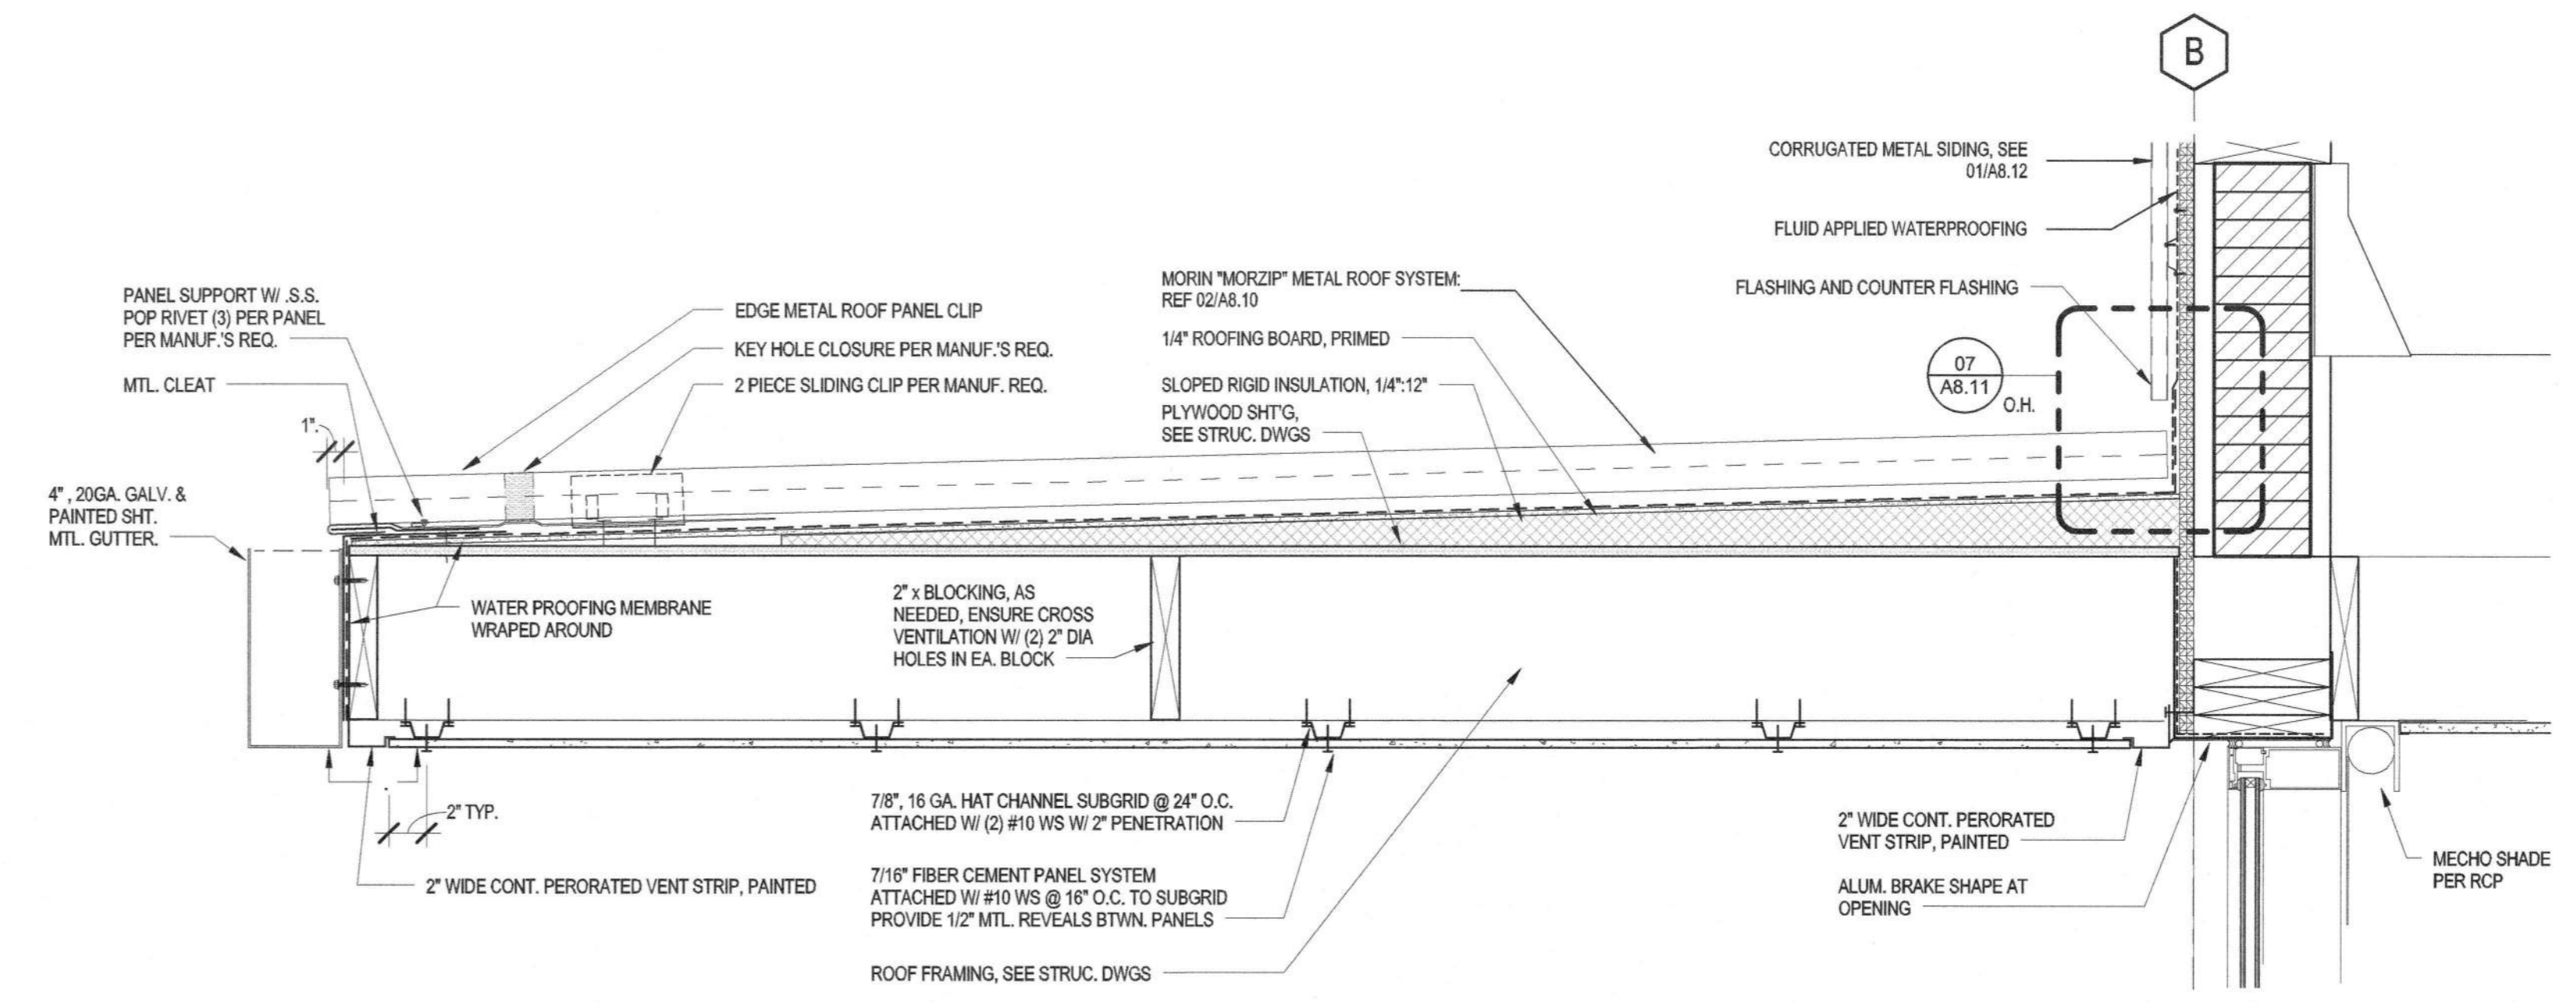 B
CORRUGATED METAL SIDING, SEE
01/A8.12
FLUID APPLIED WATERPROOFING
FLASHING AND COUNTER FLASHING
07
A8.11
O.H.
PANEL SUPPORT W/ .S.S.
POP RIVET (3) PER PANEL
PER MANUF.'S REQ.
MTL. CLEAT
1".
4" , 20GA. GALV. &
PAINTED SHT.
MTL. GUTTER.
EDGE METAL ROOF PANEL CLIP
KEY HOLE CLOSURE PER MANUF.'S REQ.
2 PIECE SLIDING CLIP PER MANUF. REQ.
MORIN "MORZIP" METAL ROOF SYSTEM:
REF 02/A8.10
1/4" ROOFING BOARD, PRIMED
SLOPED RIGID INSULATION, 1/4":12"
PLYWOOD SHT'G,
SEE STRUC. DWGS
WATER PROOFING MEMBRANE
WRAPED AROUND
2" x BLOCKING, AS
NEEDED, ENSURE CROSS
VENTILATION W/ (2) 2" DIA
HOLES IN EA. BLOCK
2" TYP.
2" WIDE CONT. PERORATED VENT STRIP, PAINTED
7/8", 16 GA. HAT CHANNEL SUBGRID @ 24" O.C.
ATTACHED W/ (2) #10 WS W/ 2" PENETRATION
7/16" FIBER CEMENT PANEL SYSTEM
ATTACHED W/ #10 WS @ 16" O.C. TO SUBGRID
PROVIDE 1/2" MTL. REVEALS BTWN. PANELS
ROOF FRAMING, SEE STRUC. DWGS
2" WIDE CONT. PERORATED
VENT STRIP, PAINTED
ALUM. BRAKE SHAPE AT
OPENING
MECHO SHADE
PER RCP